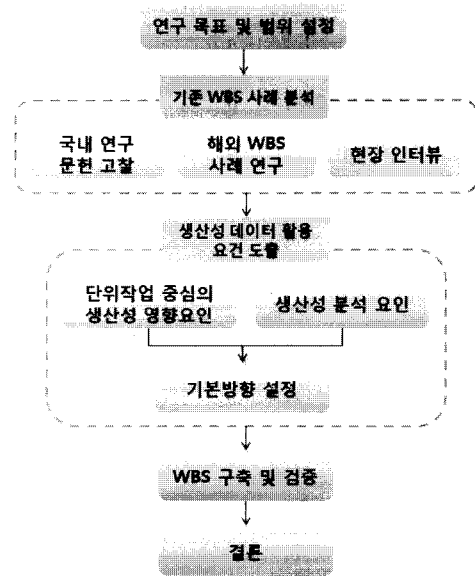 연구 목표 및 범위 설정
기존 WBS 사례 분석
국내 연구
문헌 고찰
해외 WBS
사례 연구
현장 인터뷰
생산성 데이터 활용
요건 도출
단위작업 중심의
생산성 영향요인
생산성 분석 요인
기본방향 설정
WBS 구축 및 검증
결론